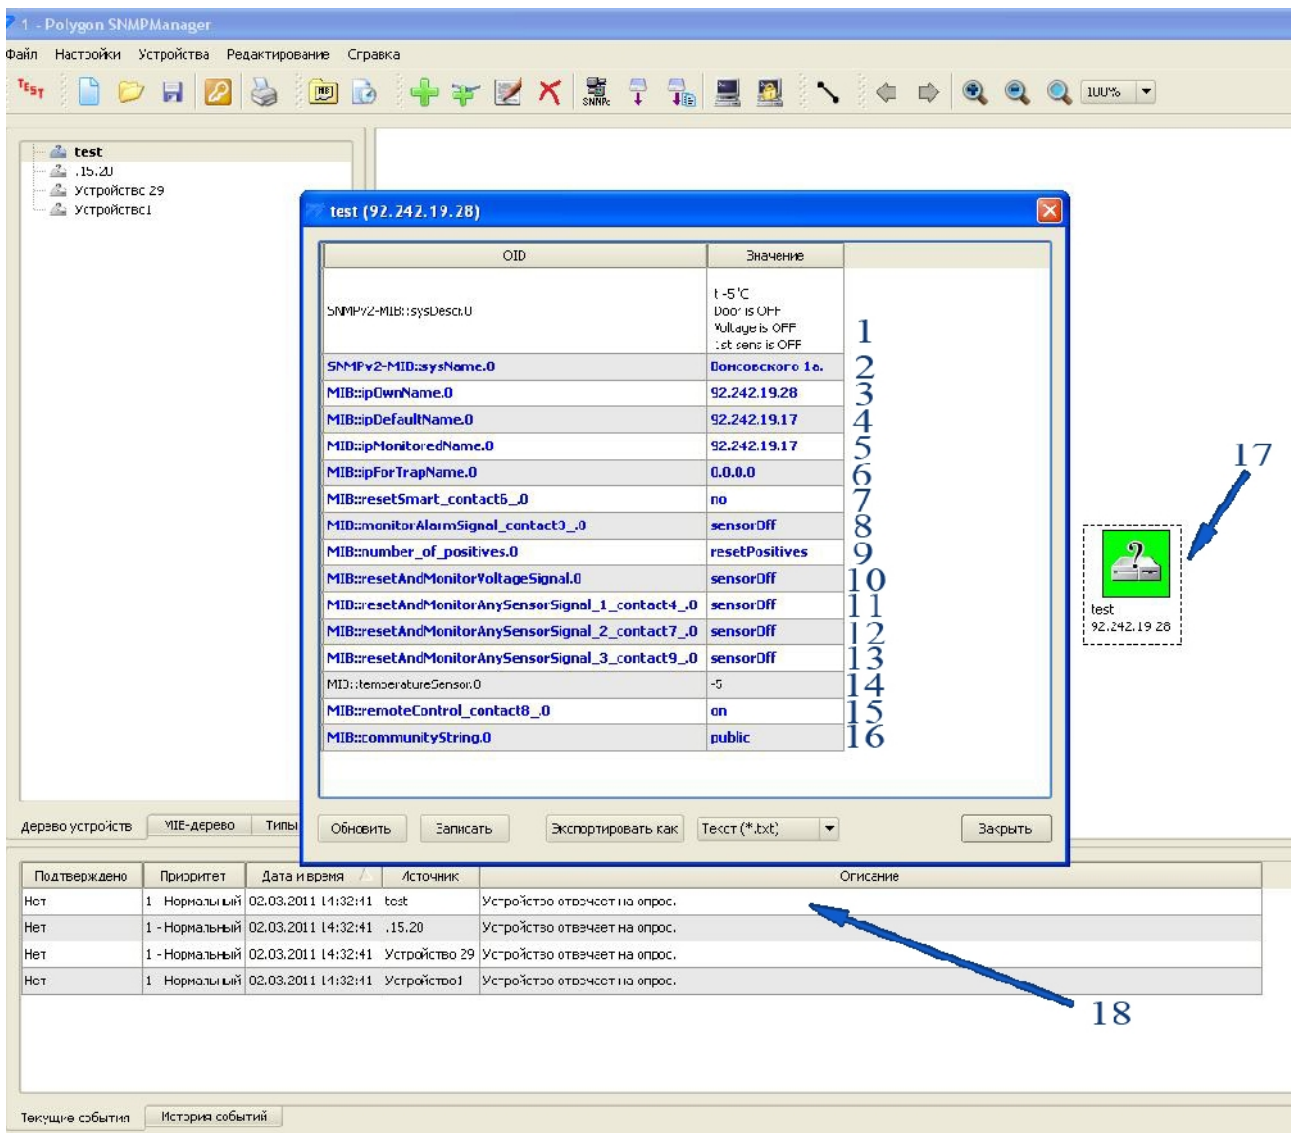 1 - Polygon SNMPManager
Файл Настройки Устройства Редактирование Справка
TEST SNMPc 100%
test
.15.20
Устройство 29
Устройство1
test (92.242.19.28)
OID Значение
SNMPv2-MIB::sysDescr.0
t -5°C
Door is OFF
Voltage is OFF
1st sens is OFF
1
SNMPv2-MIB::sysName.0 Вонсовского 1а. 2
MIB::ipOwnName.0 92.242.19.28 3
MIB::ipDefaultName.0 92.242.19.17 4
MIB::ipMonitoredName.0 92.242.19.17 5
MIB::ipForTrapName.0 0.0.0.0 6
MIB::resetSmart_contact6_.0 no 7
MIB::monitorAlarmSignal_contact3_.0 sensorOff 8
MIB::number_of_positives.0 resetPositives 9
MIB::resetAndMonitorVoltageSignal.0 sensorOff 10
MIB::resetAndMonitorAnySensorSignal_1_contact4_.0 sensorOff 11
MIB::resetAndMonitorAnySensorSignal_2_contact7_.0 sensorOff 12
MIB::resetAndMonitorAnySensorSignal_3_contact9_.0 sensorOff 13
MIB::temperatureSensor.0 -5 14
MIB::remoteControl_contact8_.0 on 15
MIB::communityString.0 public 16
17
?
test
92.242.19.28
Обновить Записать Экспортировать как Текст (*.txt) Закрыть
Дерево устройств MIB-дерево Типы
Подтверждено Приоритет Дата и время Источник Описание
Нет 1 - Нормальный 02.03.2011 14:32:41 test Устройство отвечает на опрос.
Нет 1 - Нормальный 02.03.2011 14:32:41 .15.20 Устройство отвечает на опрос.
Нет 1 - Нормальный 02.03.2011 14:32:41 Устройство 29 Устройство отвечает на опрос.
Нет 1 - Нормальный 02.03.2011 14:32:41 Устройство1 Устройство отвечает на опрос.
18
Текущие события История событий